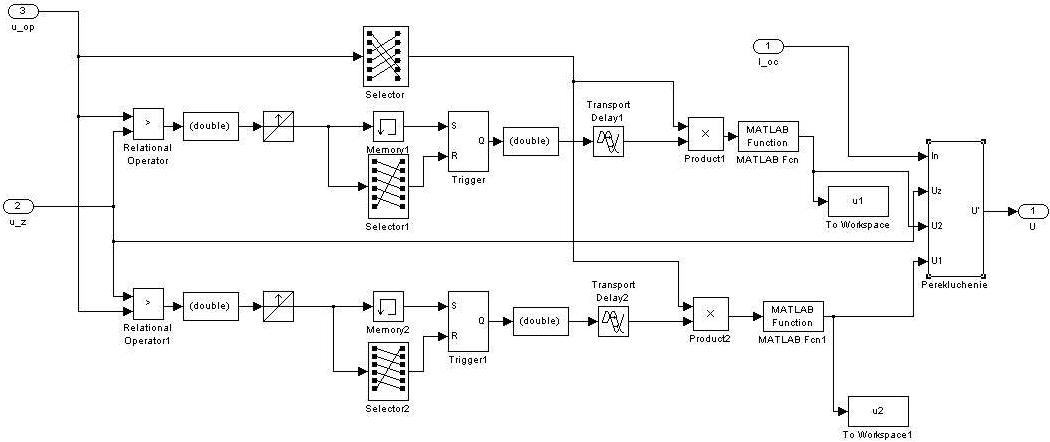 3
u_op
Selector
1
I_oc
>
Relational
Operator
(double)
Memory1
Selector1
S
R
Q
Trigger
(double)
Transport
Delay1
×
Product1
MATLAB
Function
MATLAB Fcn
u1
To Workspace
In
Uz
U2
U1
U'
Perekluchenie
1
U
2
u_z
>
Relational
Operator1
(double)
Memory2
Selector2
S
R
Q
Trigger1
(double)
Transport
Delay2
×
Product2
MATLAB
Function
MATLAB Fcn1
u2
To Workspace1